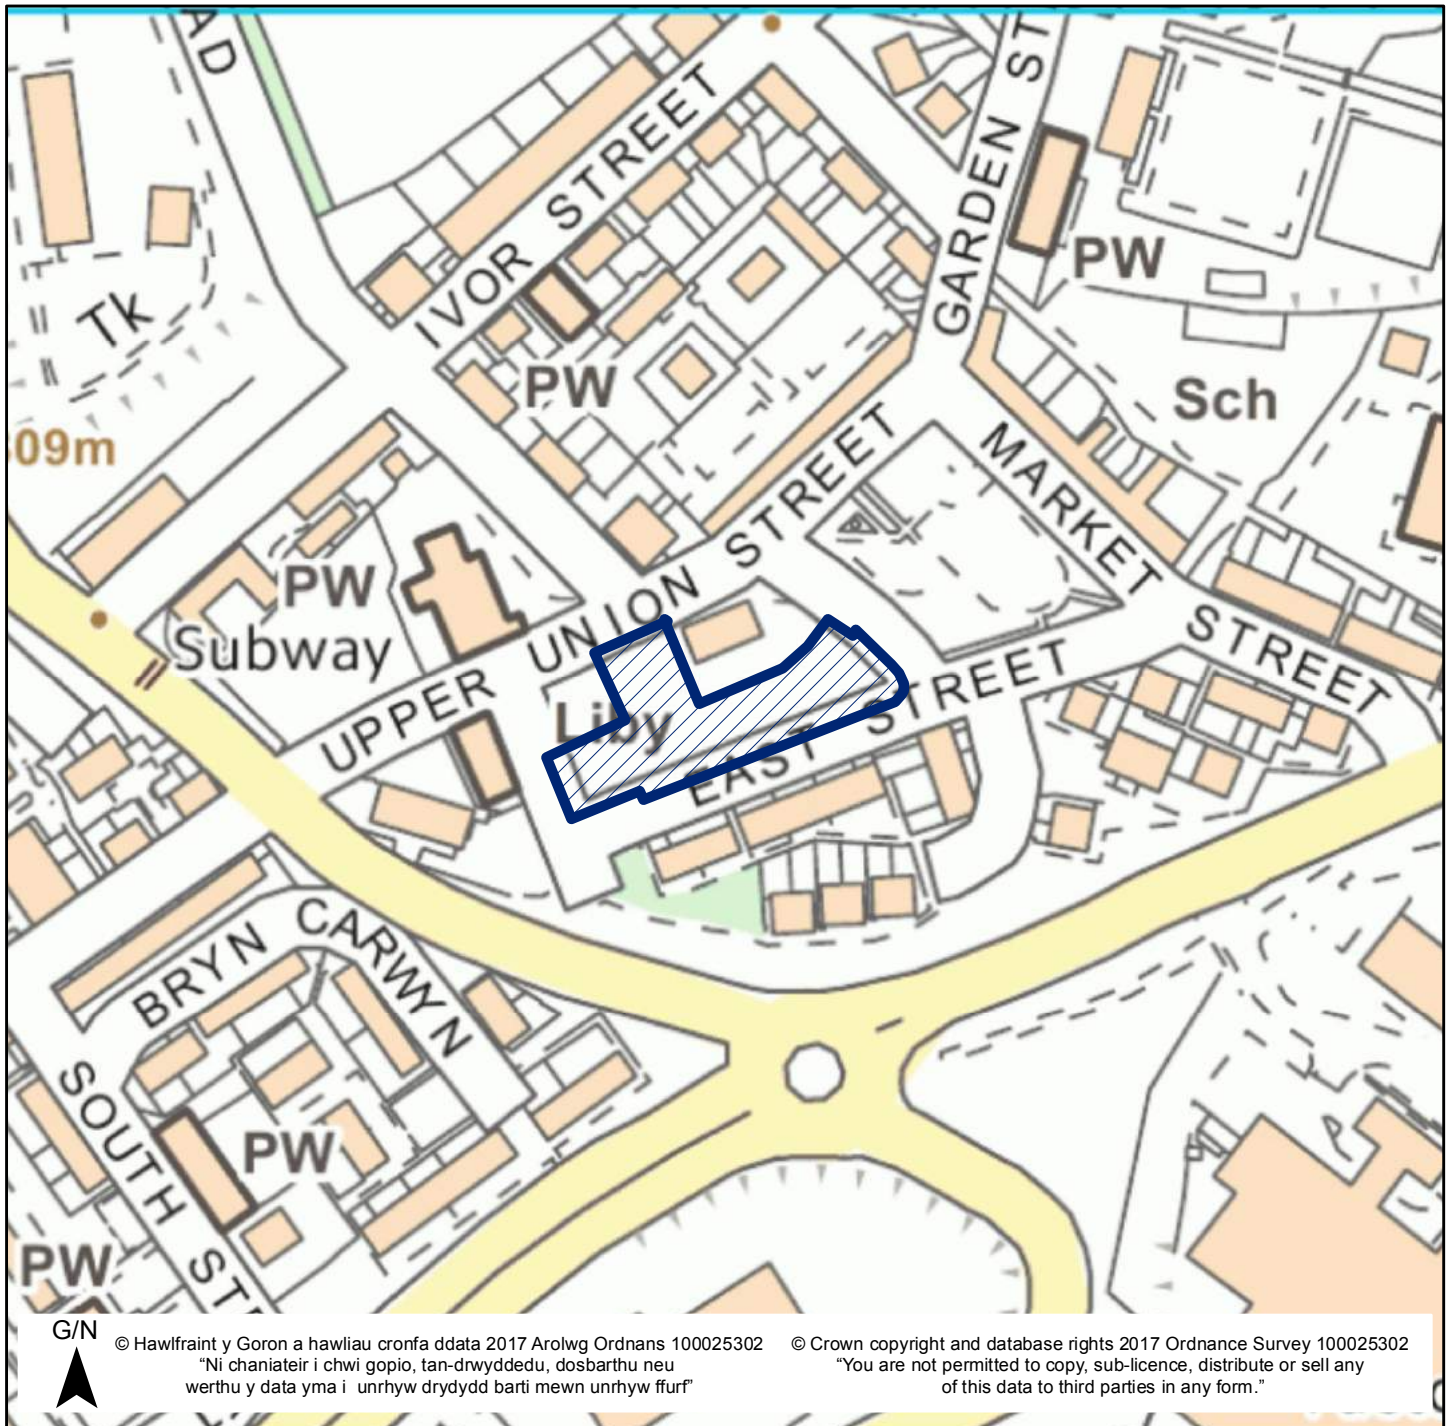 AD
IVOR STREET
GARDEN ST
PW
Tk
PW
Sch
09m
MARKET STREET
PW
Subway
UPPER UNION STREET
Liby
EAST STREET
BRYN CARWYN
SOUTH ST
PW
PW
G/N
© Hawlfraint y Goron a hawliau cronfa ddata 2017 Arolwg Ordnans 100025302
“Ni chaniateir i chwi gopio, tan-drwyddedu, dosbarthu neu
werthu y data yma i unrhyw drydydd barti mewn unrhyw ffurf”
© Crown copyright and database rights 2017 Ordnance Survey 100025302
“You are not permitted to copy, sub-licence, distribute or sell any
of this data to third parties in any form.”